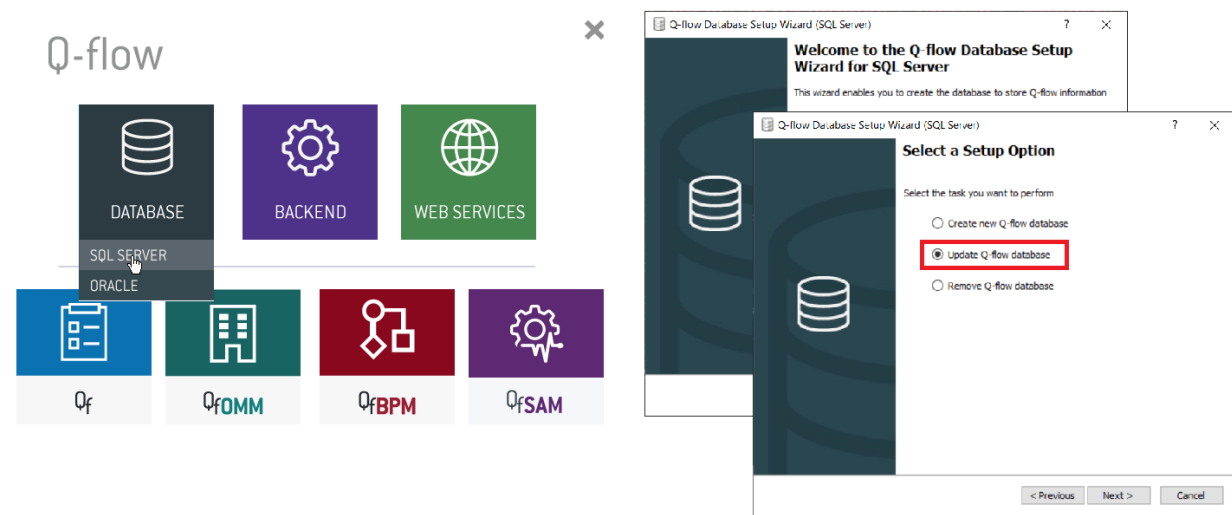 Q-flow
DATABASE
BACKEND
WEB SERVICES
SQL SERVER
ORACLE
Qf
QfOMM
QfBPM
QfSAM
Q-flow Database Setup Wizard (SQL Server)
?
Welcome to the Q-flow Database Setup
Wizard for SQL Server
This wizard enables you to create the database to store Q-flow information
Q-flow Database Setup Wizard (SQL Server)
?
Select a Setup Option
Select the task you want to perform
Create new Q-flow database
Update Q-flow database
Remove Q-flow database
< Previous
Next >
Cancel